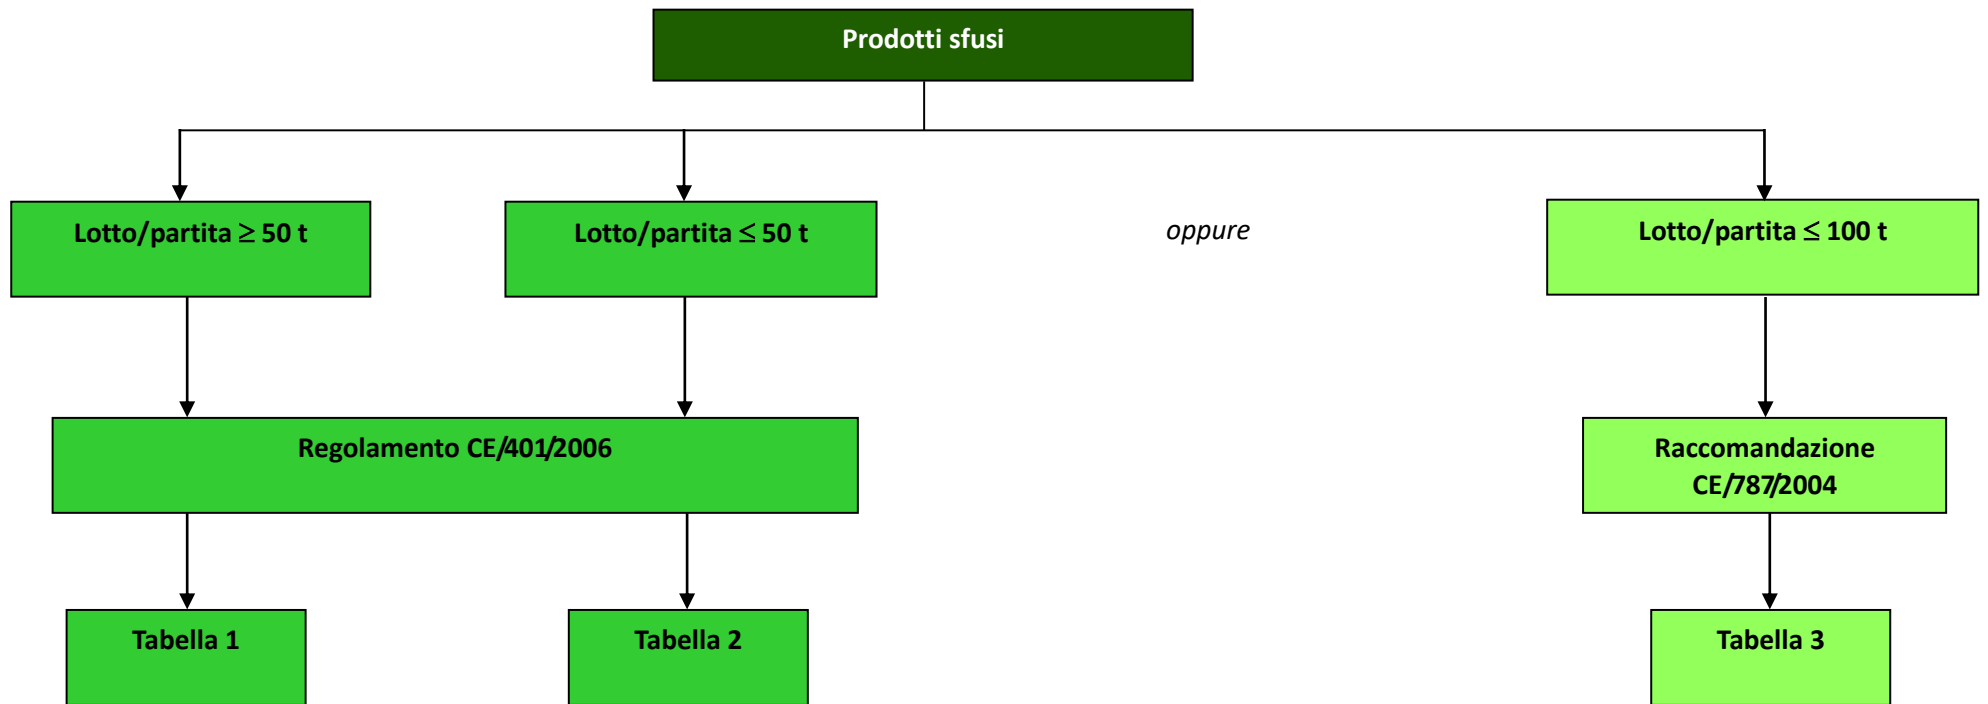 Prodotti sfusi
Lotto/partita ≥ 50 t
Lotto/partita ≤ 50 t
oppure
Lotto/partita ≤ 100 t
Regolamento CE/401/2006
Raccomandazione
CE/787/2004
Tabella 1
Tabella 2
Tabella 3